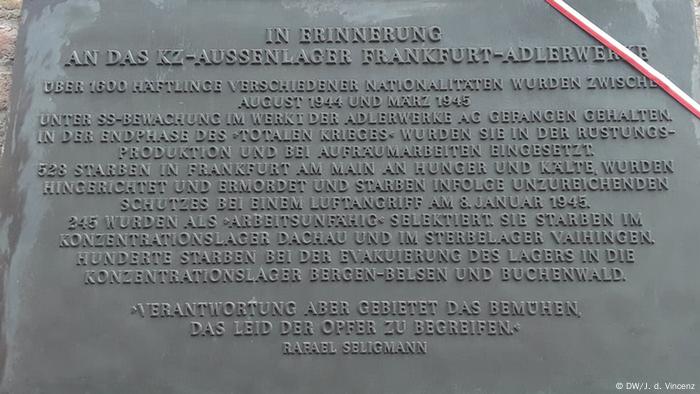 IN ERINNERUNG
AN DAS KZ-AUSSENLAGER FRANKFURT-ADLERWERKE
ÜBER 1600 HÄFTLINGE VERSCHIEDENER NATIONALITÄTEN WURDEN ZWISCHEN
AUGUST 1944 UND MÄRZ 1945
UNTER SS-BEWACHUNG IM WERK I DER ADLERWERKE AG GEFANGEN GEHALTEN.
IN DER ENDPHASE DES »TOTALEN KRIEGES« WURDEN SIE IN DER RÜSTUNGS-
PRODUKTION UND BEI AUFRÄUMARBEITEN EINGESETZT.
528 STARBEN IN FRANKFURT AM MAIN AN HUNGER UND KÄLTE, WURDEN
HINGERICHTET UND ERMORDET UND STARBEN INFOLGE UNZUREICHENDEN
SCHUTZES BEI EINEM LUFTANGRIFF AM 8. JANUAR 1945.
245 WURDEN ALS »ARBEITSUNFÄHIG« SELEKTIERT. SIE STARBEN IM
KONZENTRATIONSLAGER DACHAU UND IM STERBELAGER VAIHINGEN.
HUNDERTE STARBEN BEI DER EVAKUIERUNG DES LAGERS IN DIE
KONZENTRATIONSLAGER BERGEN-BELSEN UND BUCHENWALD.
»VERANTWORTUNG ABER GEBIETET DAS BEMÜHEN,
DAS LEID DER OPFER ZU BEGREIFEN.«
RAFAEL SELIGMANN
© DW/J. d. Vincenz